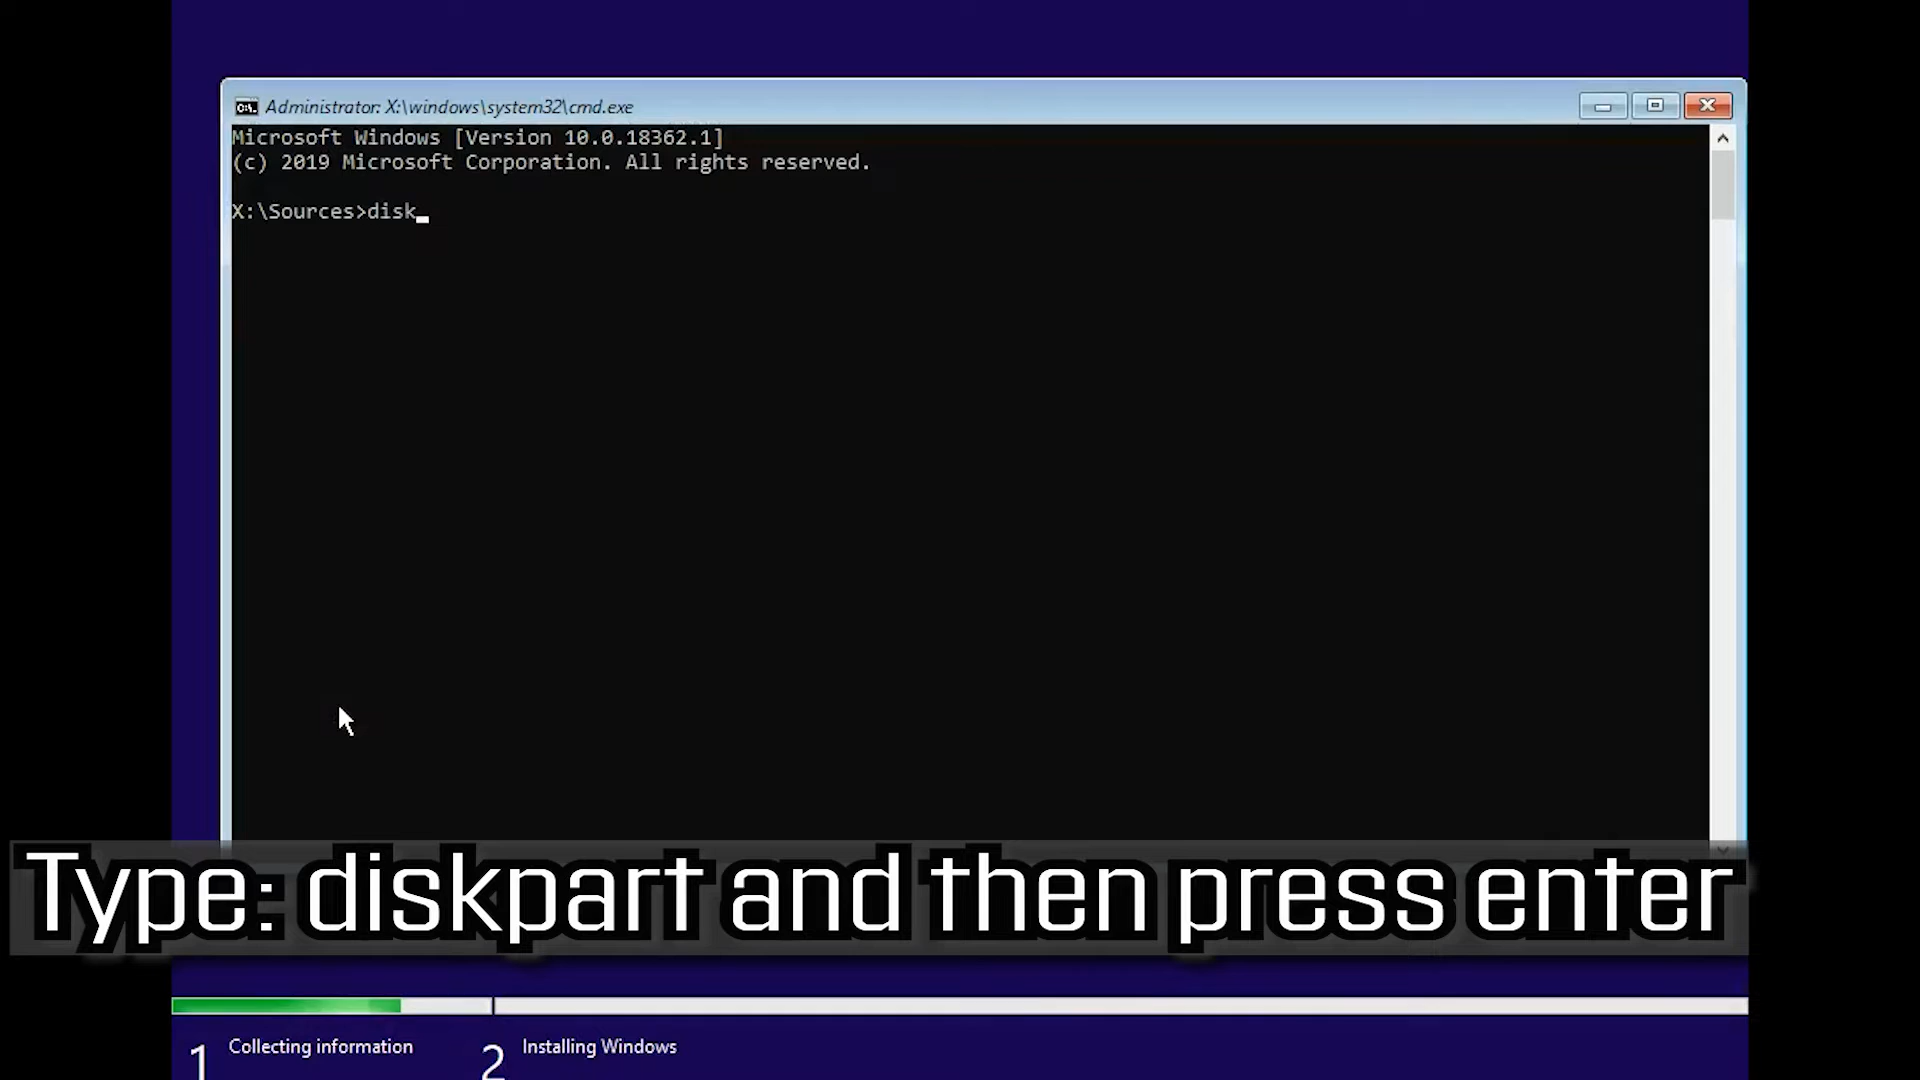 Administrator: X:\windows\system32\cmd.exe
Microsoft Windows [Version 10.0.18362.1]
(c) 2019 Microsoft Corporation. All rights reserved.
X:\Sources>disk_
Type: diskpart and then press enter
1 Collecting information
2 Installing Windows